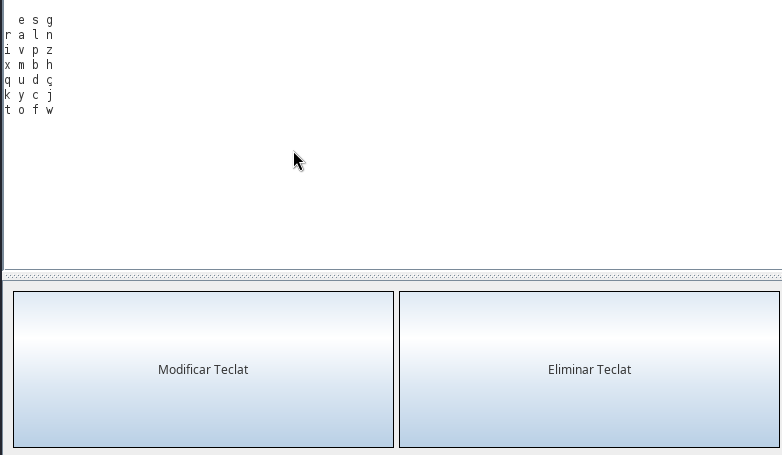 e s g
r a l n
i v p z
x m b h
q u d ç
k y c j
t o f w
Modificar Teclat
Eliminar Teclat